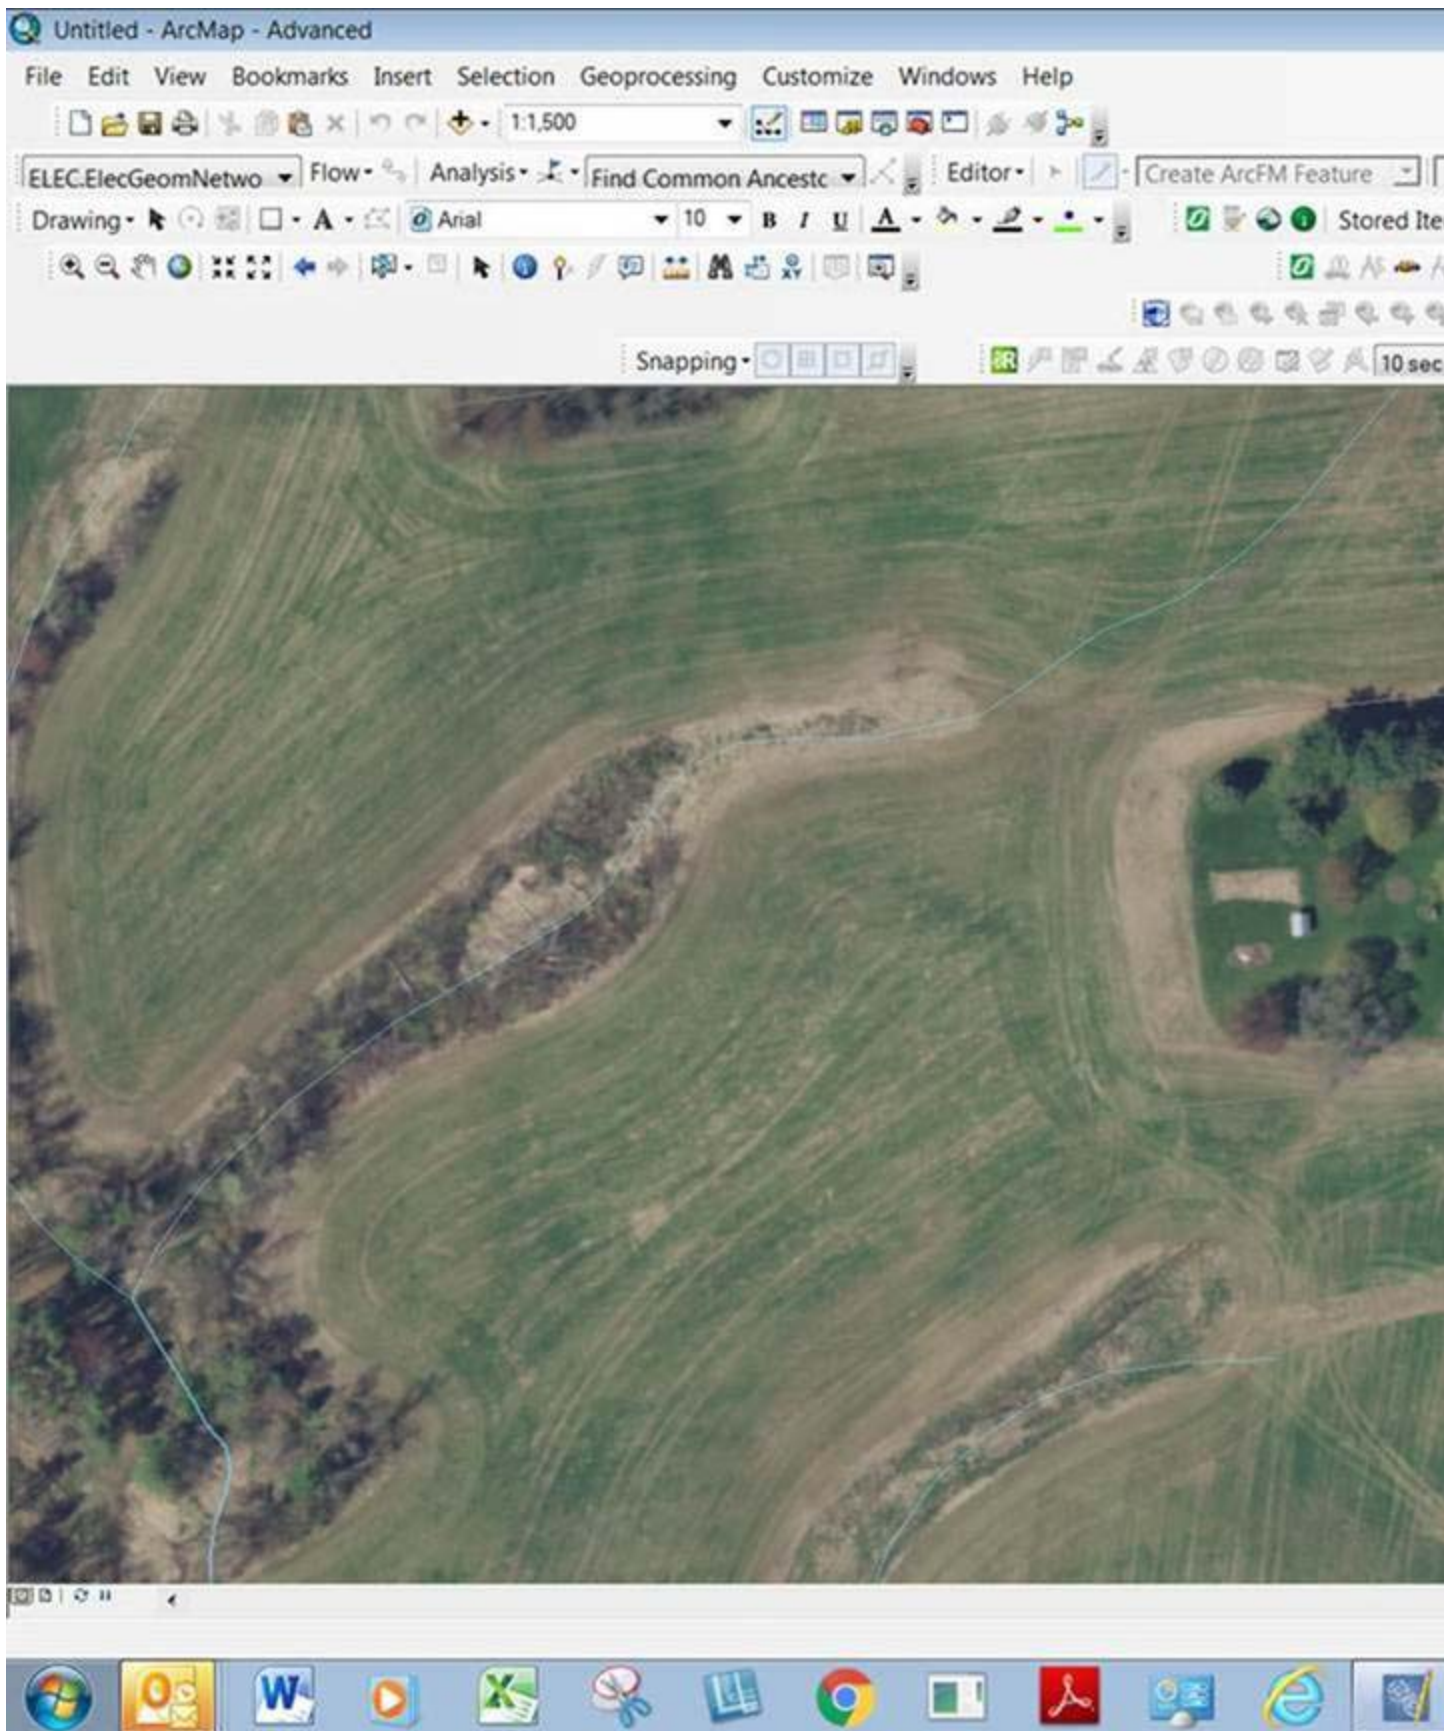 Untitled - ArcMap - Advanced
File Edit View Bookmarks Insert Selection Geoprocessing Customize Windows Help
1:1,500
ELEC.ElecGeomNetwo Flow Analysis Find Common Ancestc Editor Create ArcFM Feature
Drawing A Arial 10 B I U A Stored Ite
XY
Snapping R 10 sec